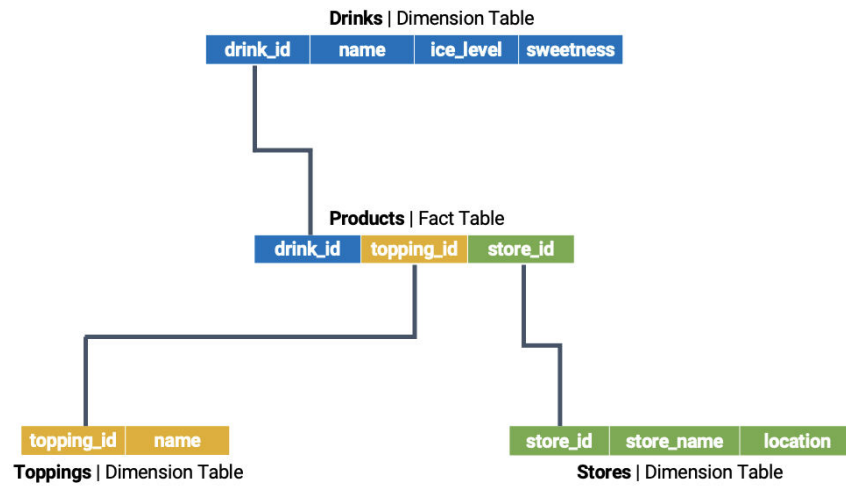 Drinks | Dimension Table
drink_id name ice_level sweetness
Products | Fact Table
drink_id topping_id store_id
topping_id name
Toppings | Dimension Table
store_id store_name location
Stores | Dimension Table